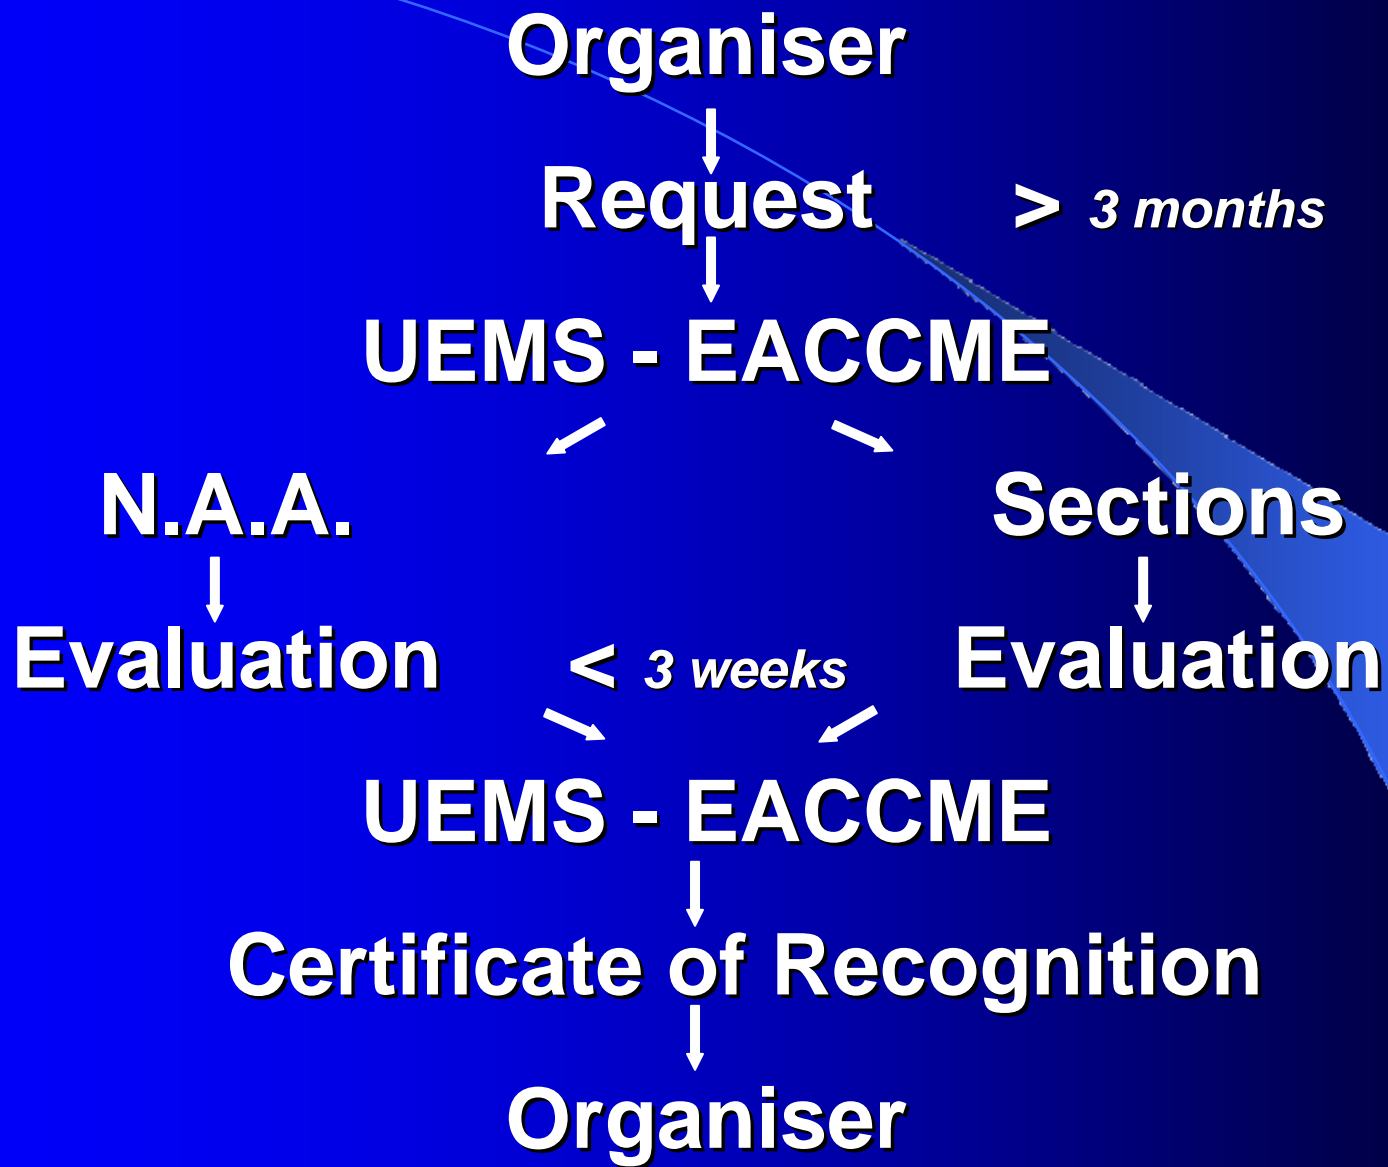 Organiser
Request > 3 months
UEMS - EACCME
N.A.A. Sections
Evaluation < 3 weeks Evaluation
UEMS - EACCME
Certificate of Recognition
Organiser